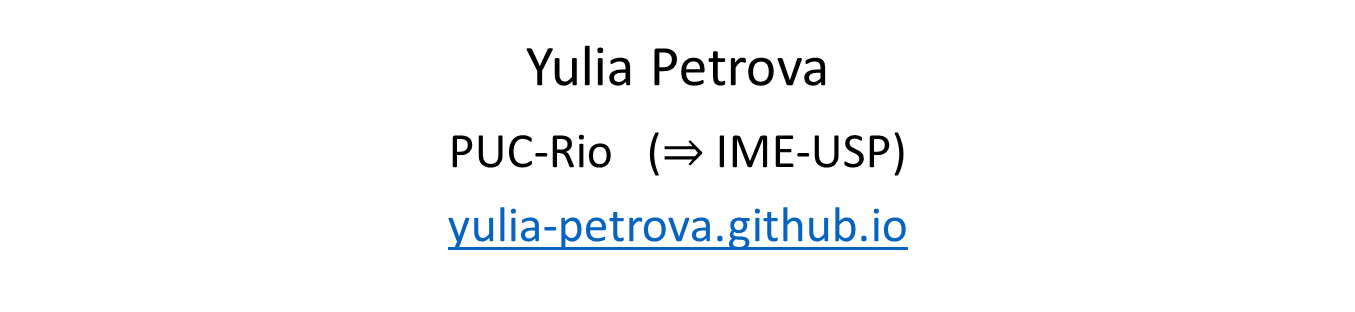 Yulia Petrova
PUC-Rio (⇒ IME-USP)
yulia-petrova.github.io